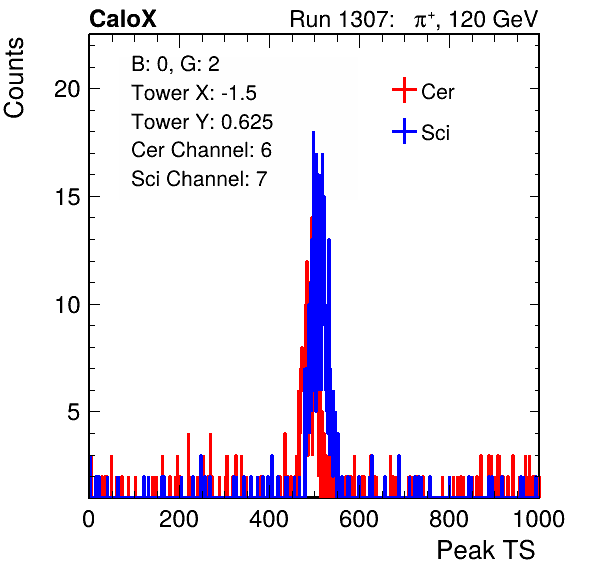 CaloX Run 1307: π⁺, 120 GeV
Counts
B: 0, G: 2
Tower X: -1.5
Tower Y: 0.625
Cer Channel: 6
Sci Channel: 7
Cer
Sci
20
15
10
5
0 200 400 600 800 1000
Peak TS